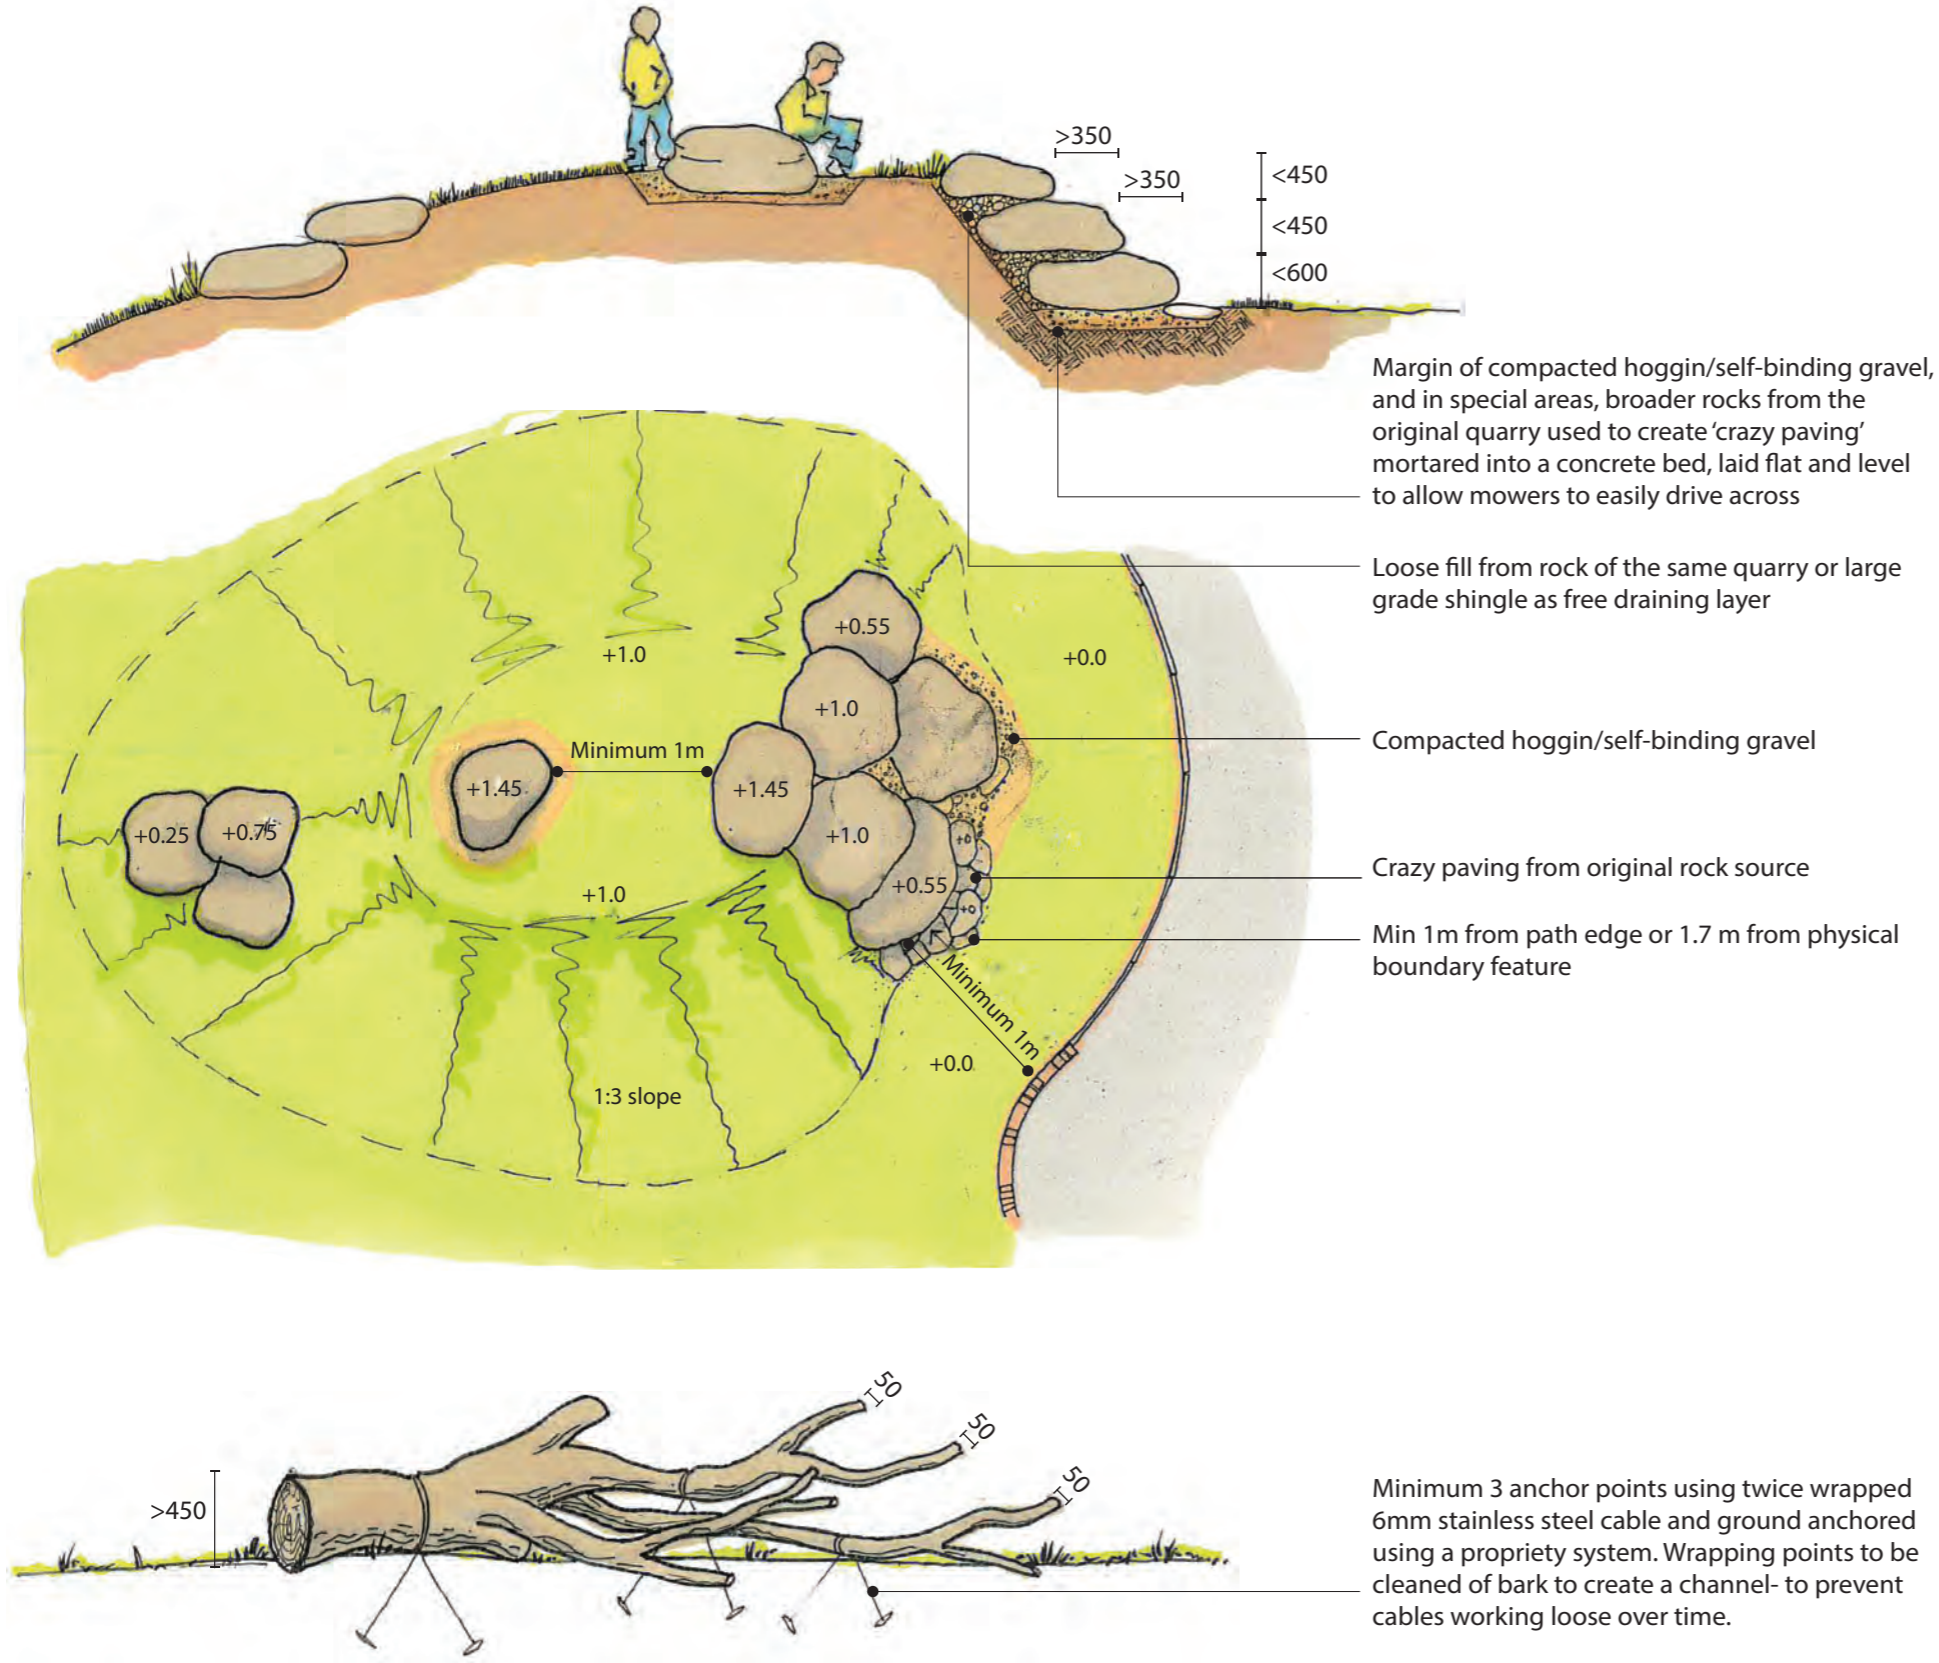 >350
>350
<450
<450
<600
Margin of compacted hoggin/self-binding gravel,
and in special areas, broader rocks from the
original quarry used to create ‘crazy paving’
mortared into a concrete bed, laid flat and level
to allow mowers to easily drive across
Loose fill from rock of the same quarry or large
grade shingle as free draining layer
+0.55
+1.0
+0.0
+1.0
Compacted hoggin/self-binding gravel
Minimum 1m
+1.45
+1.45
+0.25
+0.75
+1.0
+0
Crazy paving from original rock source
+0.55
+1.0
+0
Min 1m from path edge or 1.7 m from physical
boundary feature
Minimum 1m
+0.0
1:3 slope
50
50
50
>450
Minimum 3 anchor points using twice wrapped
6mm stainless steel cable and ground anchored
using a propriety system. Wrapping points to be
cleaned of bark to create a channel- to prevent
cables working loose over time.